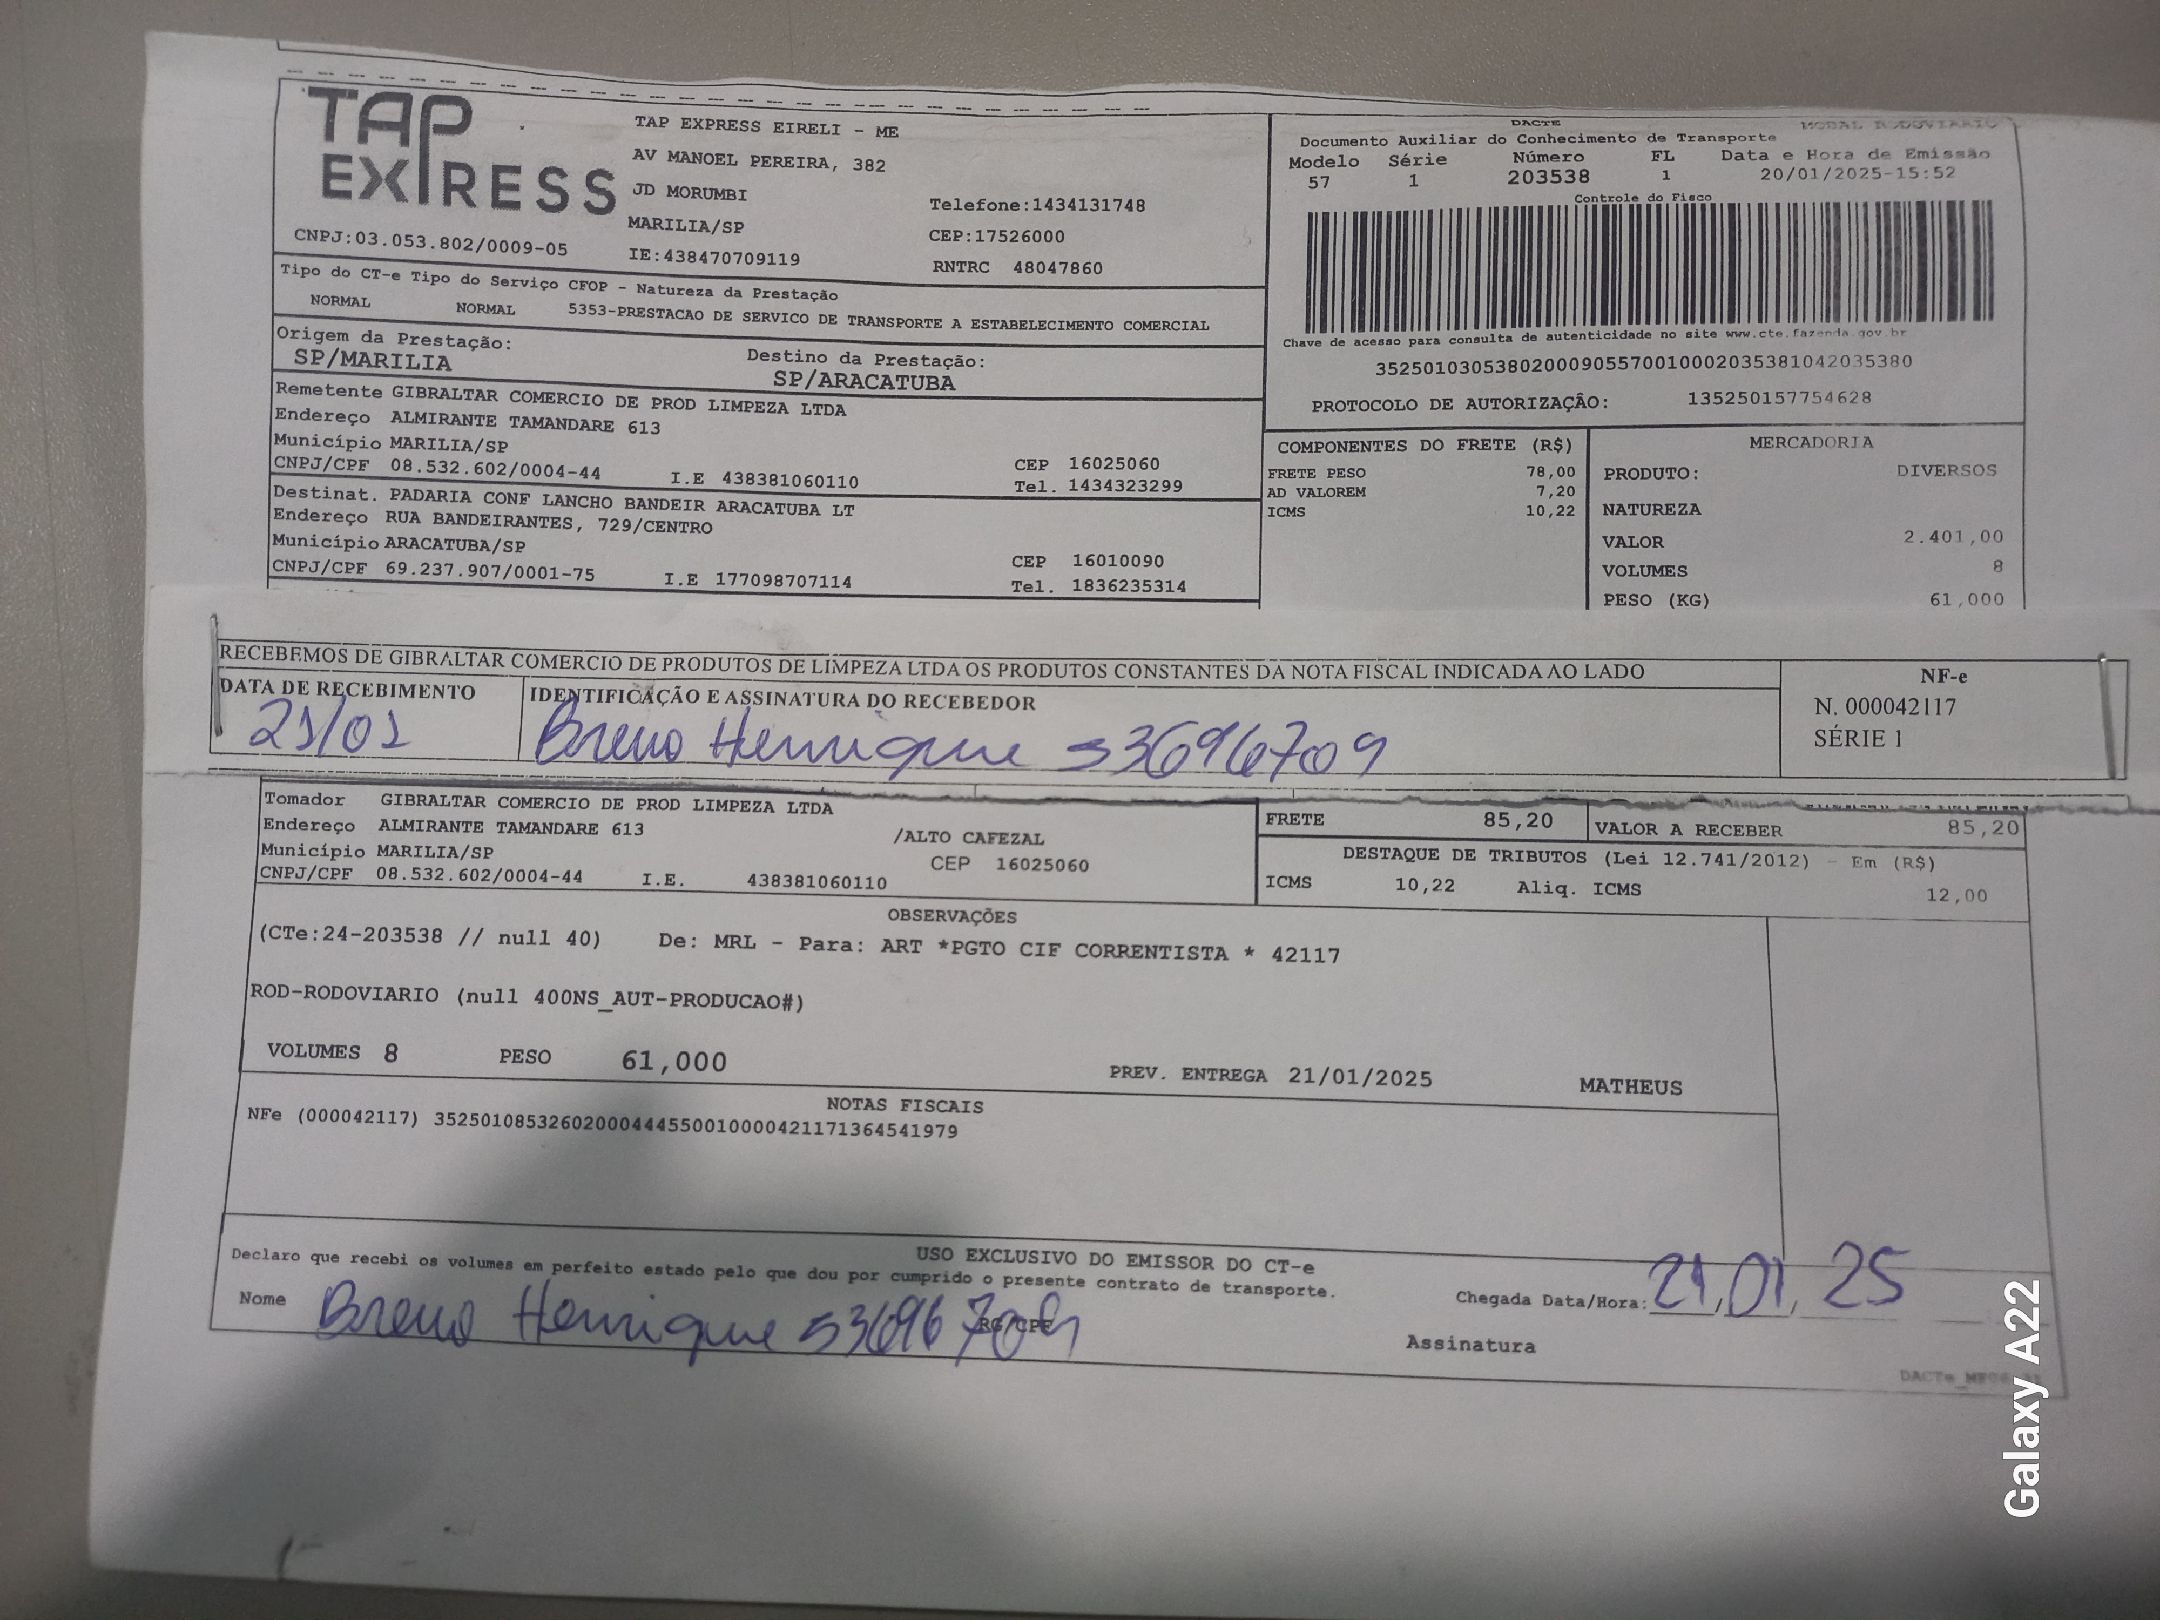 TAP EXPRESS
TAP EXPRESS EIRELI - ME
AV MANOEL PEREIRA, 382
JD MORUMBI
MARILIA/SP
Telefone:1434131748
CEP:17526000
CNPJ:03.053.802/0009-05
IE:438470709119
RNTRC 48047860
DACTE
MODAL RODOVIARIO
Documento Auxiliar do Conhecimento de Transporte
Modelo Série Número FL Data e Hora de Emissão
57 1 203538 1 20/01/2025-15:52
Controle do Fisco
Chave de acesso para consulta de autenticidade no site www.cte.fazenda.gov.br
35250103053802000905570010002035381042035380
PROTOCOLO DE AUTORIZAÇÃO: 135250157754628
Tipo do CT-e Tipo do Serviço CFOP - Natureza da Prestação
NORMAL NORMAL 5353-PRESTACAO DE SERVICO DE TRANSPORTE A ESTABELECIMENTO COMERCIAL
Origem da Prestação: Destino da Prestação:
SP/MARILIA SP/ARACATUBA
Remetente GIBRALTAR COMERCIO DE PROD LIMPEZA LTDA
Endereço ALMIRANTE TAMANDARE 613
Município MARILIA/SP CEP 16025060
CNPJ/CPF 08.532.602/0004-44 I.E 438381060110 Tel. 1434323299
Destinat. PADARIA CONF LANCHO BANDEIR ARACATUBA LT
Endereço RUA BANDEIRANTES, 729/CENTRO
Município ARACATUBA/SP CEP 16010090
CNPJ/CPF 69.237.907/0001-75 I.E 177098707114 Tel. 1836235314
COMPONENTES DO FRETE (R$)
FRETE PESO 78,00
AD VALOREM 7,20
ICMS 10,22
MERCADORIA
PRODUTO: DIVERSOS
NATUREZA
VALOR 2.401,00
VOLUMES 8
PESO (KG) 61,000
RECEBEMOS DE GIBRALTAR COMERCIO DE PRODUTOS DE LIMPEZA LTDA OS PRODUTOS CONSTANTES DA NOTA FISCAL INDICADA AO LADO
DATA DE RECEBIMENTO IDENTIFICAÇÃO E ASSINATURA DO RECEBEDOR
21/01 Breno Henrique 53696709
NF-e
N. 000042117
SÉRIE 1
Tomador GIBRALTAR COMERCIO DE PROD LIMPEZA LTDA
Endereço ALMIRANTE TAMANDARE 613 /ALTO CAFEZAL
Município MARILIA/SP CEP 16025060
CNPJ/CPF 08.532.602/0004-44 I.E. 438381060110
FRETE 85,20 VALOR A RECEBER 85,20
DESTAQUE DE TRIBUTOS (Lei 12.741/2012) - Em (R$)
ICMS 10,22 Aliq. ICMS 12,00
OBSERVAÇÕES
(CTe:24-203538 // null 40) De: MRL - Para: ART *PGTO CIF CORRENTISTA * 42117
ROD-RODOVIARIO (null 400NS_AUT-PRODUCAO#)
VOLUMES 8 PESO 61,000 PREV. ENTREGA 21/01/2025 MATHEUS
NOTAS FISCAIS
NFe (000042117) 35250108532602000444550010000421171364541979
USO EXCLUSIVO DO EMISSOR DO CT-e
Declaro que recebi os volumes em perfeito estado pelo que dou por cumprido o presente contrato de transporte.
Nome Breno Henrique 53696709 RG/CPF
Chegada Data/Hora: 21, 01, 25
Assinatura
Galaxy A22